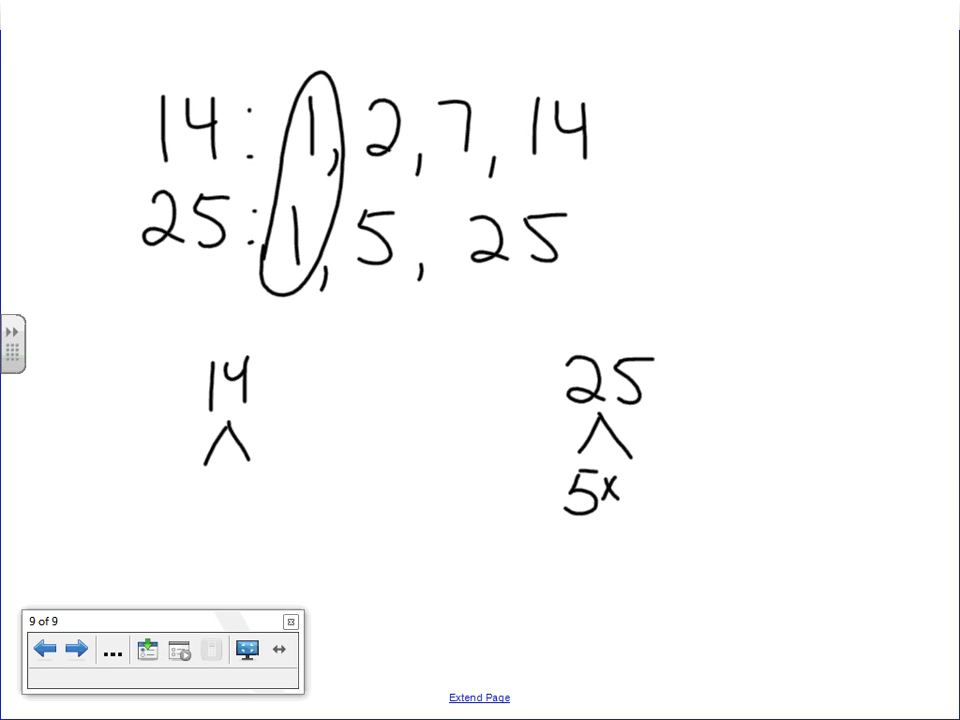 14: 1, 2, 7, 14
25: 1, 5, 25
14 25
5x
9 of 9
...
Extend Page